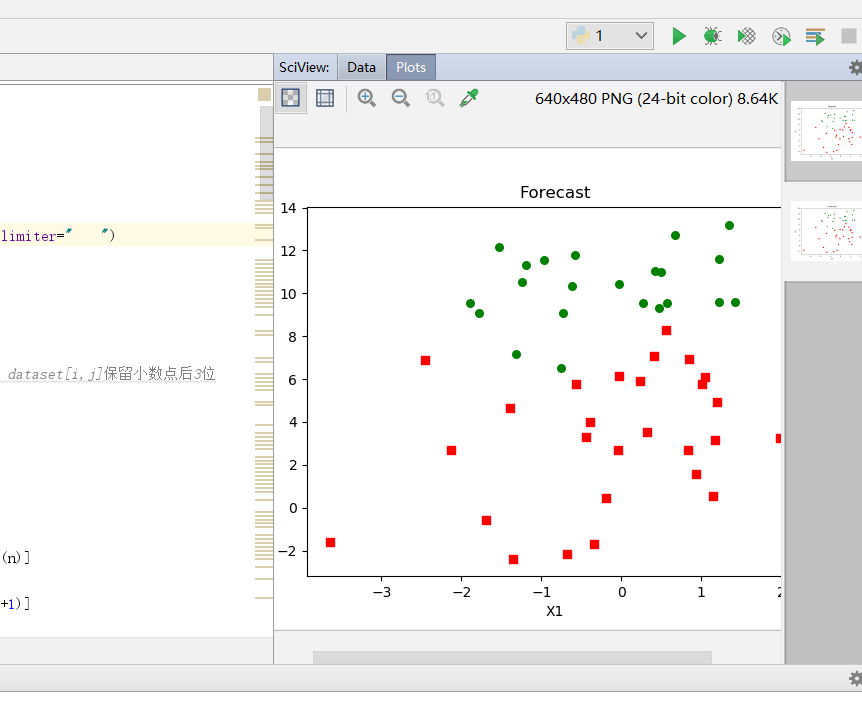 1
SciView:
Data
Plots
640x480 PNG (24-bit color) 8.64K
limiter="    ")
dataset[i,j]保留小数点后3位
(n)]
+1)]
Forecast
14
12
10
8
6
4
2
0
−2
−3
−2
−1
0
1
2
X1